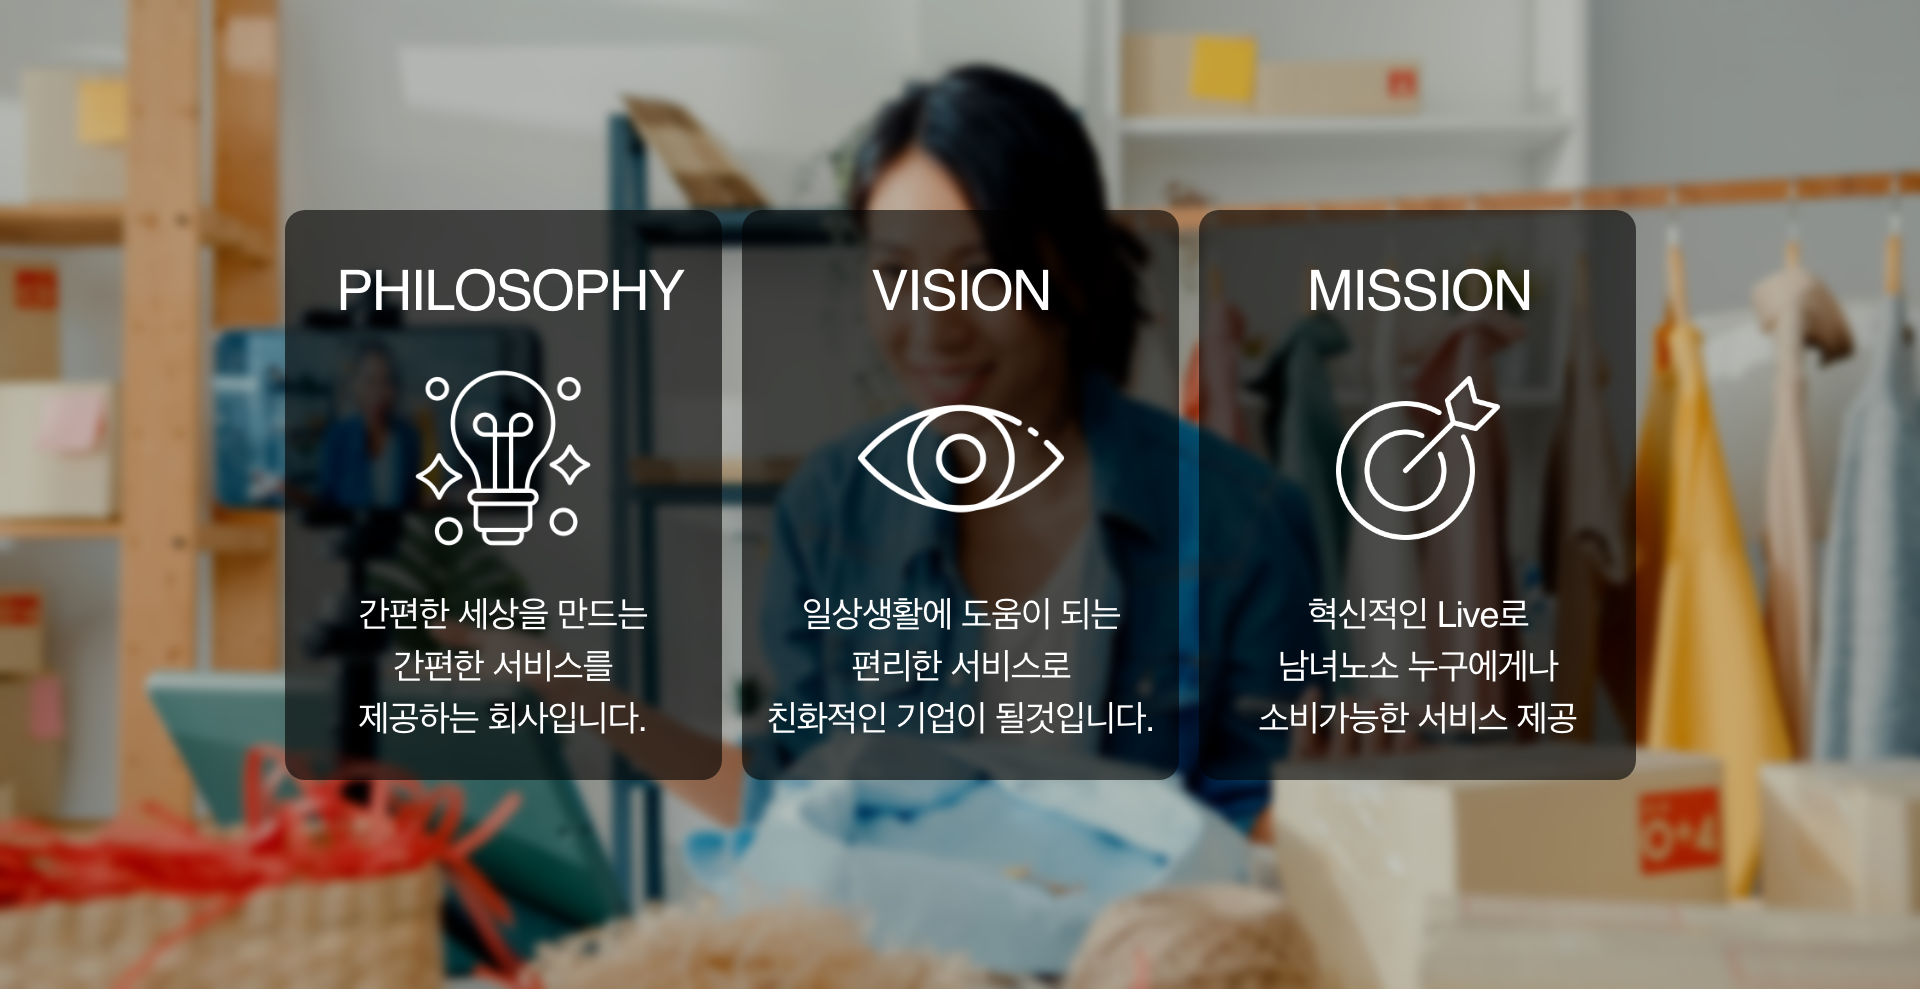 PHILOSOPHY
간편한 세상을 만드는
간편한 서비스를
제공하는 회사입니다.
VISION
일상생활에 도움이 되는
편리한 서비스로
친화적인 기업이 될것입니다.
MISSION
혁신적인 Live로
남녀노소 누구에게나
소비가능한 서비스 제공
O+4